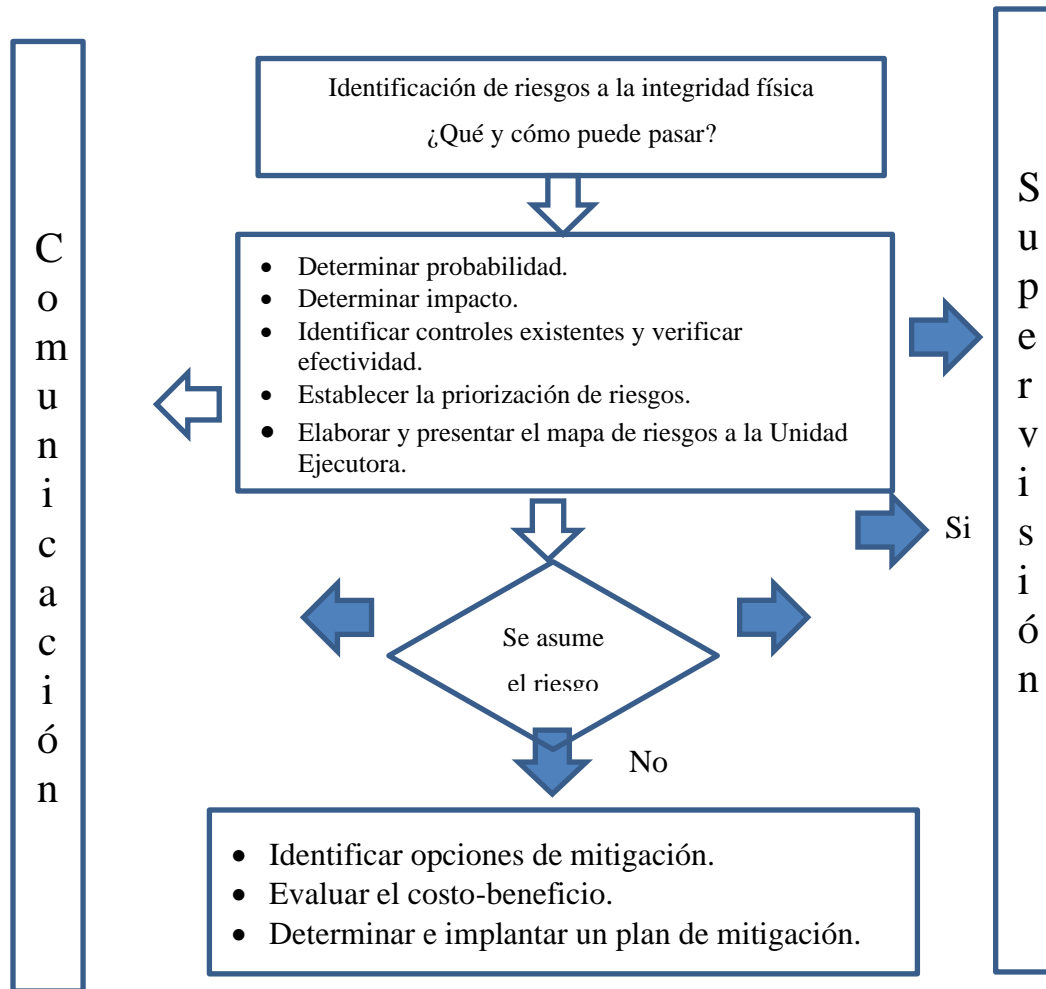 Comunicación
Identificación de riesgos a la integridad física
¿Qué y cómo puede pasar?
• Determinar probabilidad.
• Determinar impacto.
• Identificar controles existentes y verificar
efectividad.
• Establecer la priorización de riesgos.
• Elaborar y presentar el mapa de riesgos a la Unidad
Ejecutora.
Si
Se asume
el riesgo
No
• Identificar opciones de mitigación.
• Evaluar el costo-beneficio.
• Determinar e implantar un plan de mitigación.
Supervisión